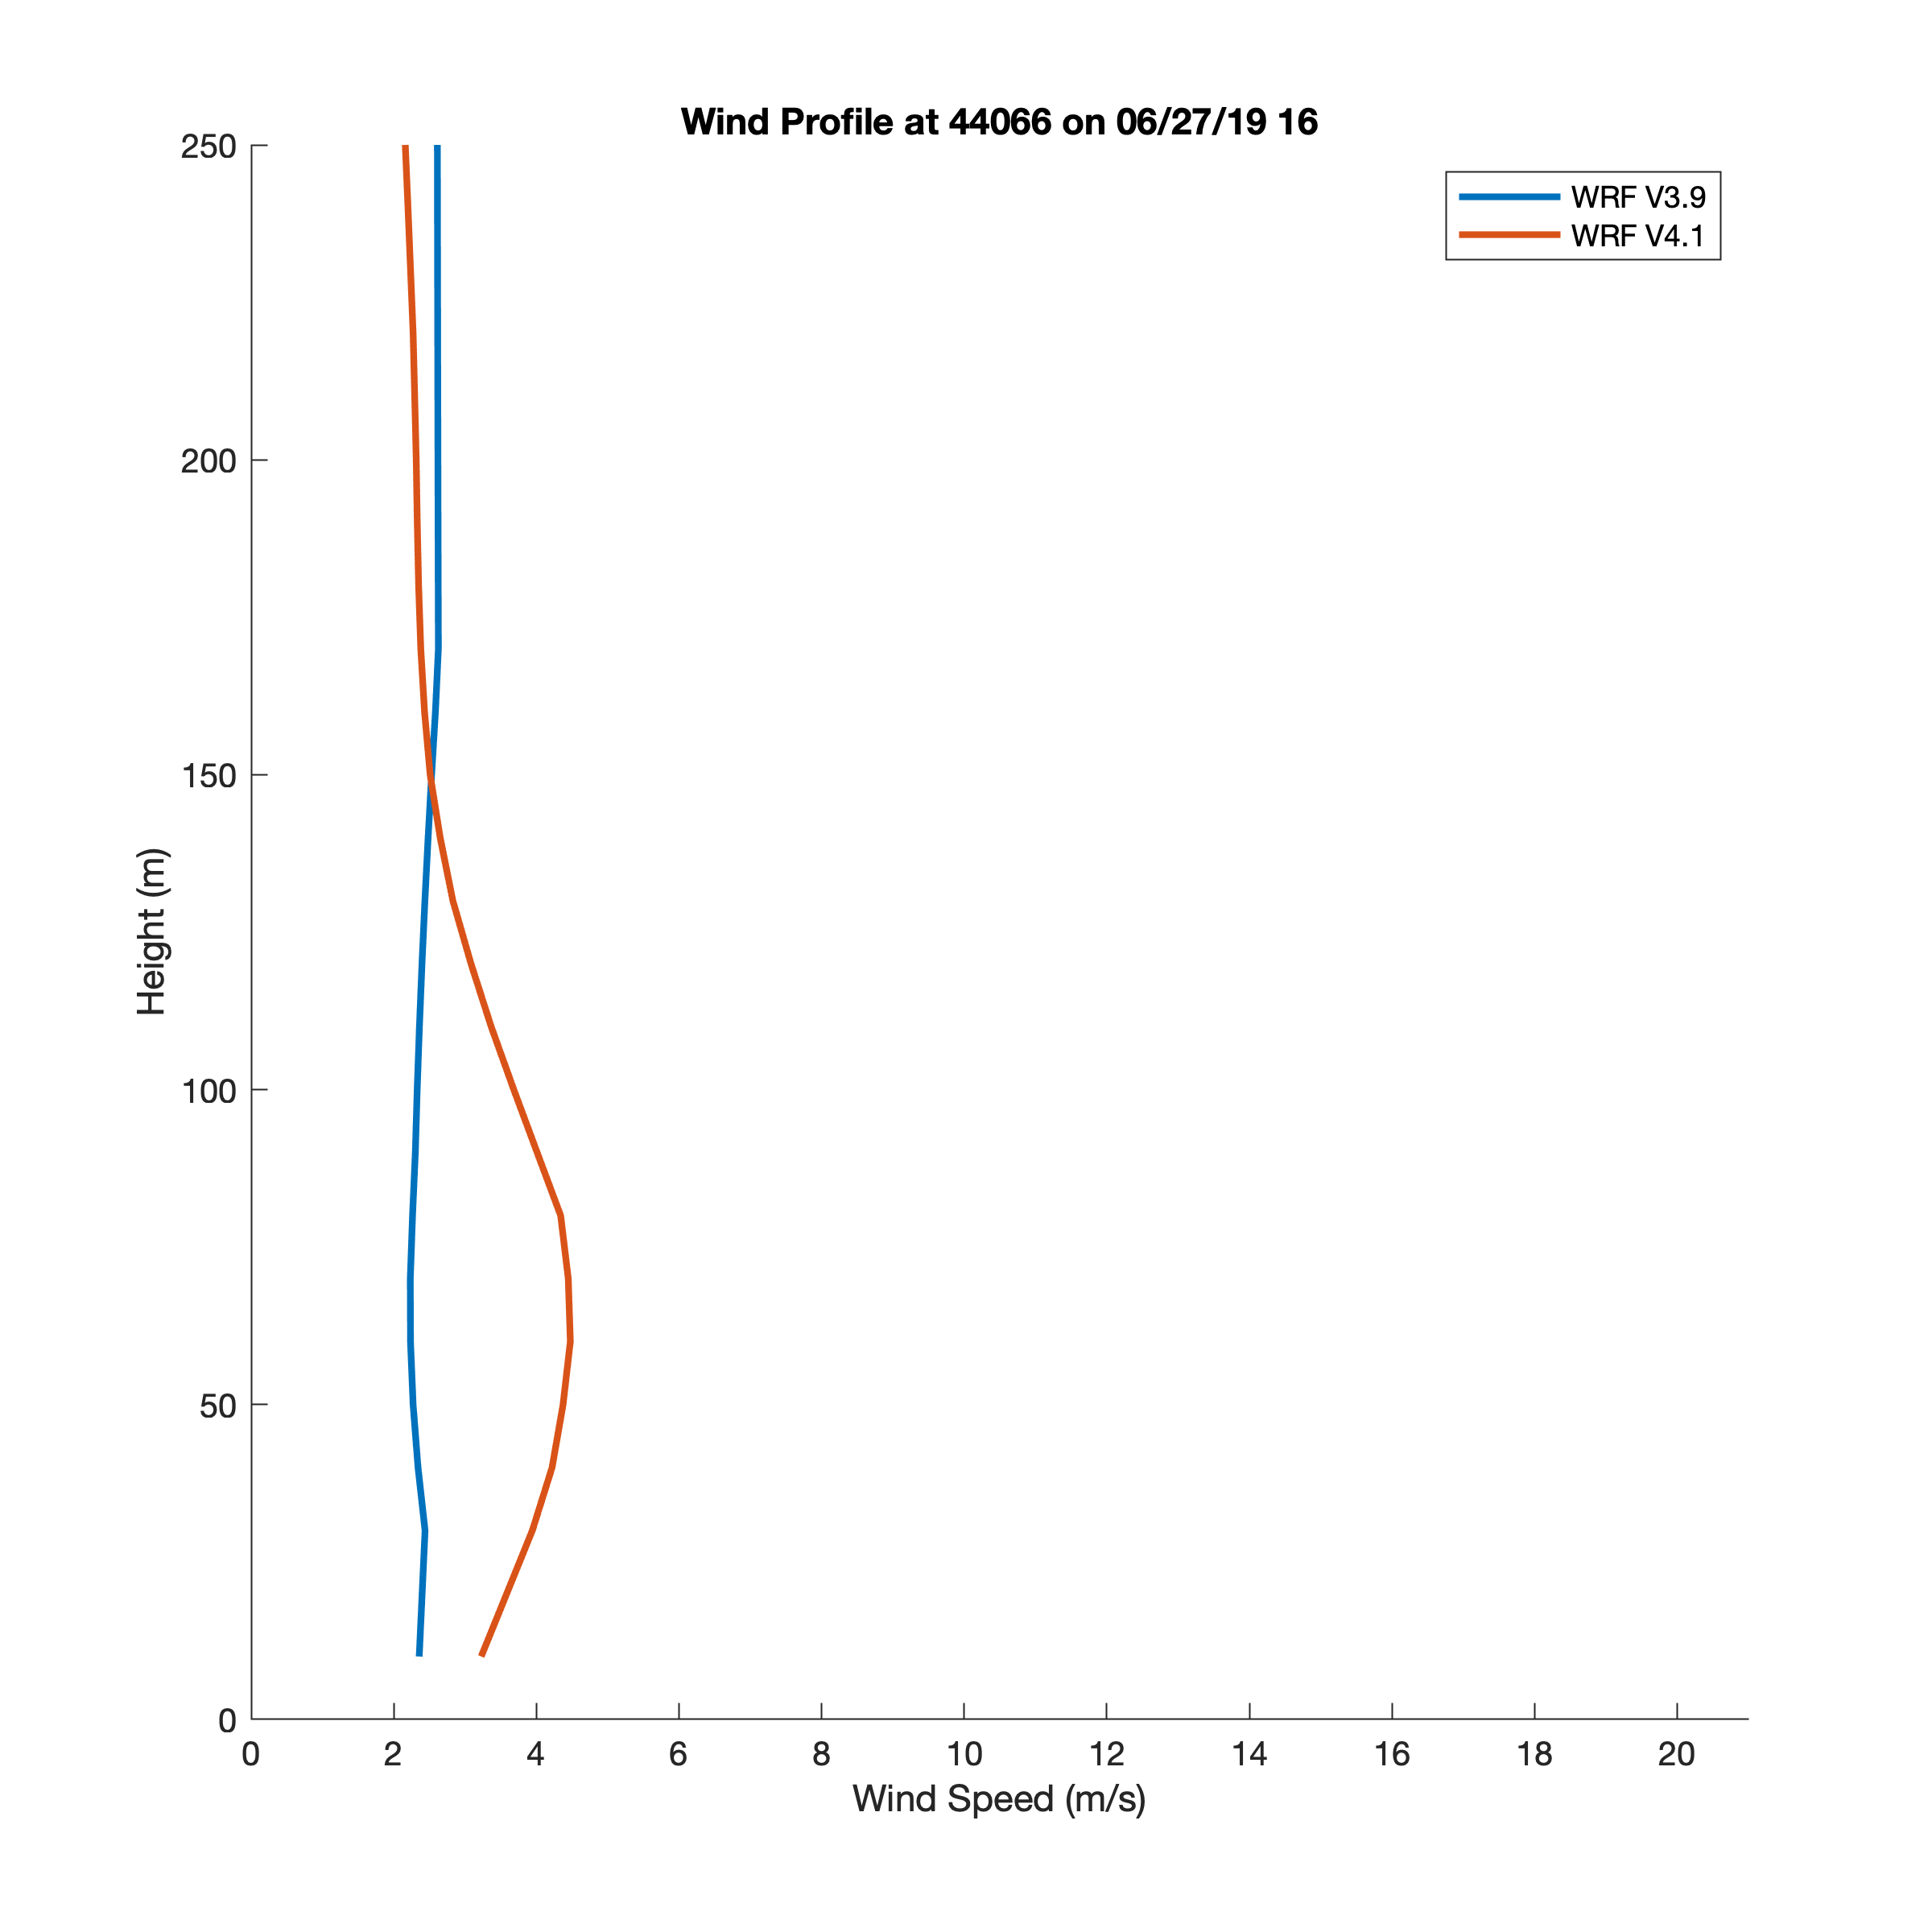 Wind Profile at 44066 on 06/27/19 16
WRF V3.9
WRF V4.1
250
200
150
100
50
0
Height (m)
0 2 4 6 8 10 12 14 16 18 20
Wind Speed (m/s)